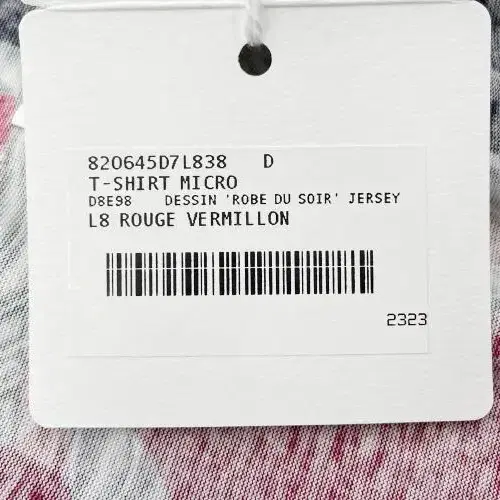 820645D7L838 D
T-SHIRT MICRO
D8E98 DESSIN 'ROBE DU SOIR' JERSEY
L8 ROUGE VERMILLON
2323